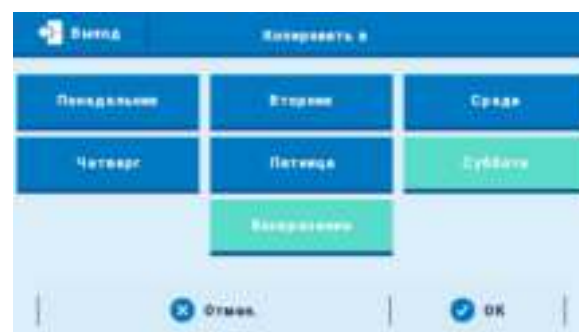 Выход Копировать в
Понедельник Вторник Среда
Четверг Пятница Суббота
Воскресенье
Отмен. OK